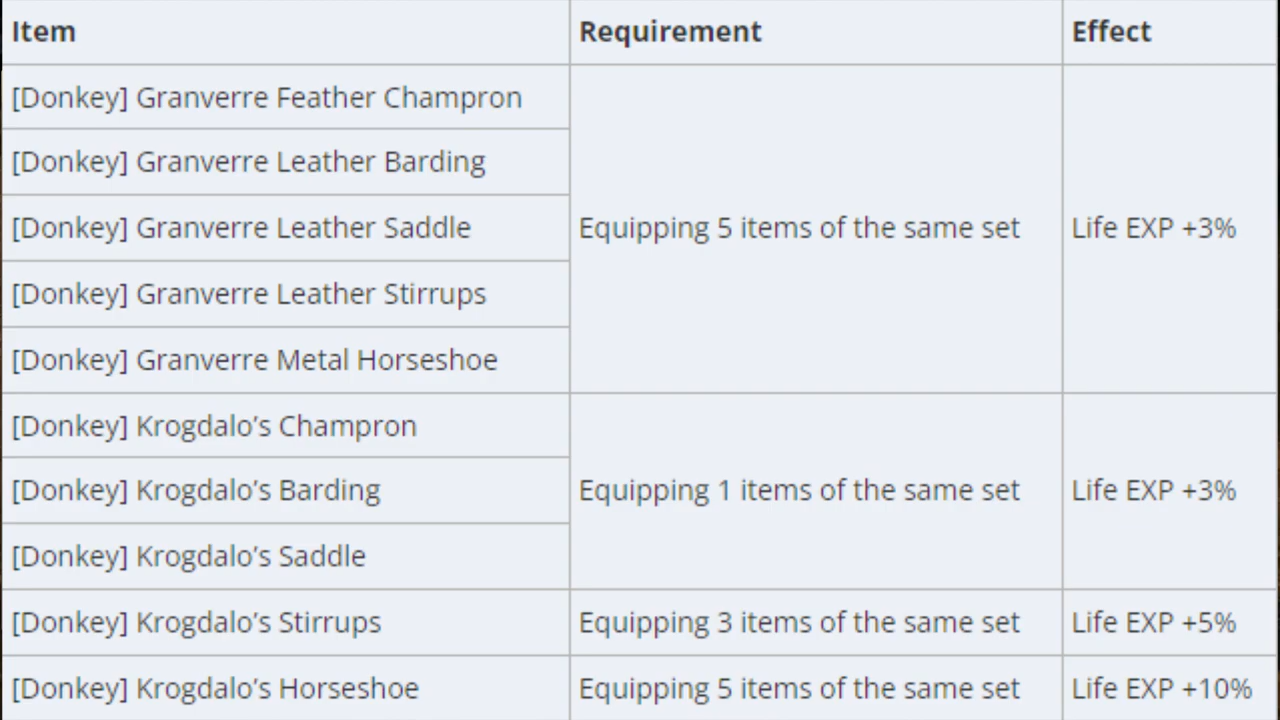 Item Requirement Effect
[Donkey] Granverre Feather Champron
[Donkey] Granverre Leather Barding
[Donkey] Granverre Leather Saddle Equipping 5 items of the same set Life EXP +3%
[Donkey] Granverre Leather Stirrups
[Donkey] Granverre Metal Horseshoe
[Donkey] Krogdalo’s Champron
[Donkey] Krogdalo’s Barding Equipping 1 items of the same set Life EXP +3%
[Donkey] Krogdalo’s Saddle
[Donkey] Krogdalo’s Stirrups Equipping 3 items of the same set Life EXP +5%
[Donkey] Krogdalo’s Horseshoe Equipping 5 items of the same set Life EXP +10%